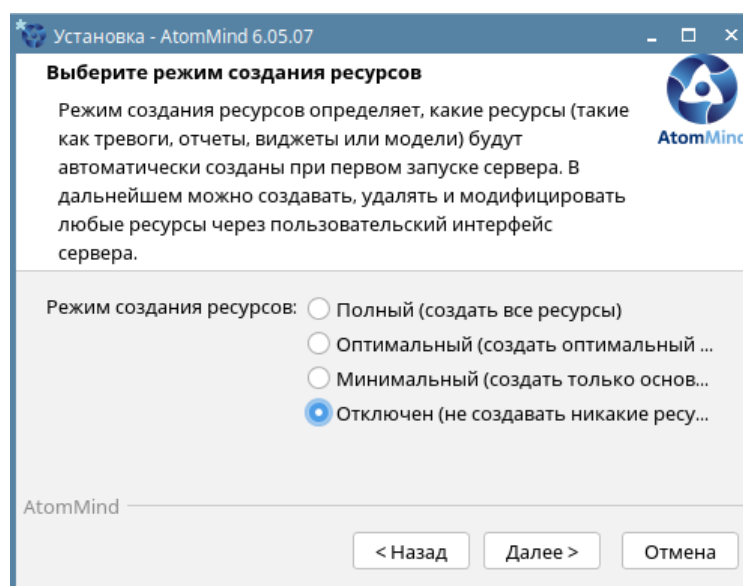 Установка - AtomMind 6.05.07
Выберите режим создания ресурсов
Режим создания ресурсов определяет, какие ресурсы (такие
как тревоги, отчеты, виджеты или модели) будут
автоматически созданы при первом запуске сервера. В
дальнейшем можно создавать, удалять и модифицировать
любые ресурсы через пользовательский интерфейс
сервера.
AtomMind
Режим создания ресурсов:
Полный (создать все ресурсы)
Оптимальный (создать оптимальный ...
Минимальный (создать только основ...
Отключен (не создавать никакие ресу...
AtomMind
< Назад
Далее >
Отмена